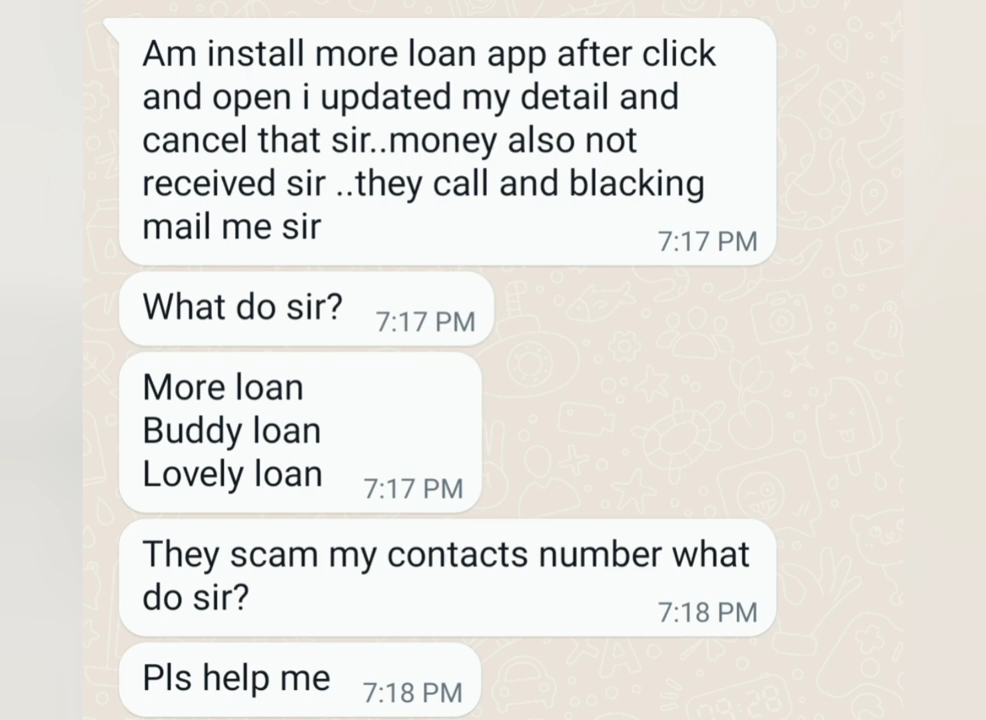 Am install more loan app after click
and open i updated my detail and
cancel that sir..money also not
received sir ..they call and blacking
mail me sir
7:17 PM
What do sir?
7:17 PM
More loan
Buddy loan
Lovely loan
7:17 PM
They scam my contacts number what
do sir?
7:18 PM
Pls help me
7:18 PM